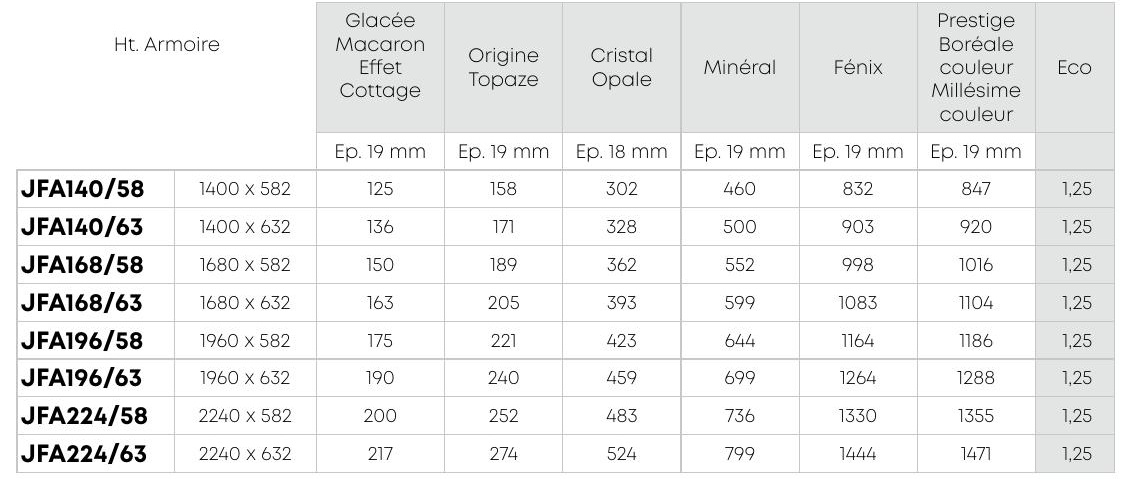 Ht. Armoire
Glacée
Macaron
Effet
Cottage
Origine
Topaze
Cristal
Opale
Minéral
Fénix
Prestige
Boréale
couleur
Millésime
couleur
Eco
Ep. 19 mm Ep. 19 mm Ep. 18 mm Ep. 19 mm Ep. 19 mm Ep. 19 mm
JFA140/58 1400 x 582 125 158 302 460 832 847 1,25
JFA140/63 1400 x 632 136 171 328 500 903 920 1,25
JFA168/58 1680 x 582 150 189 362 552 998 1016 1,25
JFA168/63 1680 x 632 163 205 393 599 1083 1104 1,25
JFA196/58 1960 x 582 175 221 423 644 1164 1186 1,25
JFA196/63 1960 x 632 190 240 459 699 1264 1288 1,25
JFA224/58 2240 x 582 200 252 483 736 1330 1355 1,25
JFA224/63 2240 x 632 217 274 524 799 1444 1471 1,25